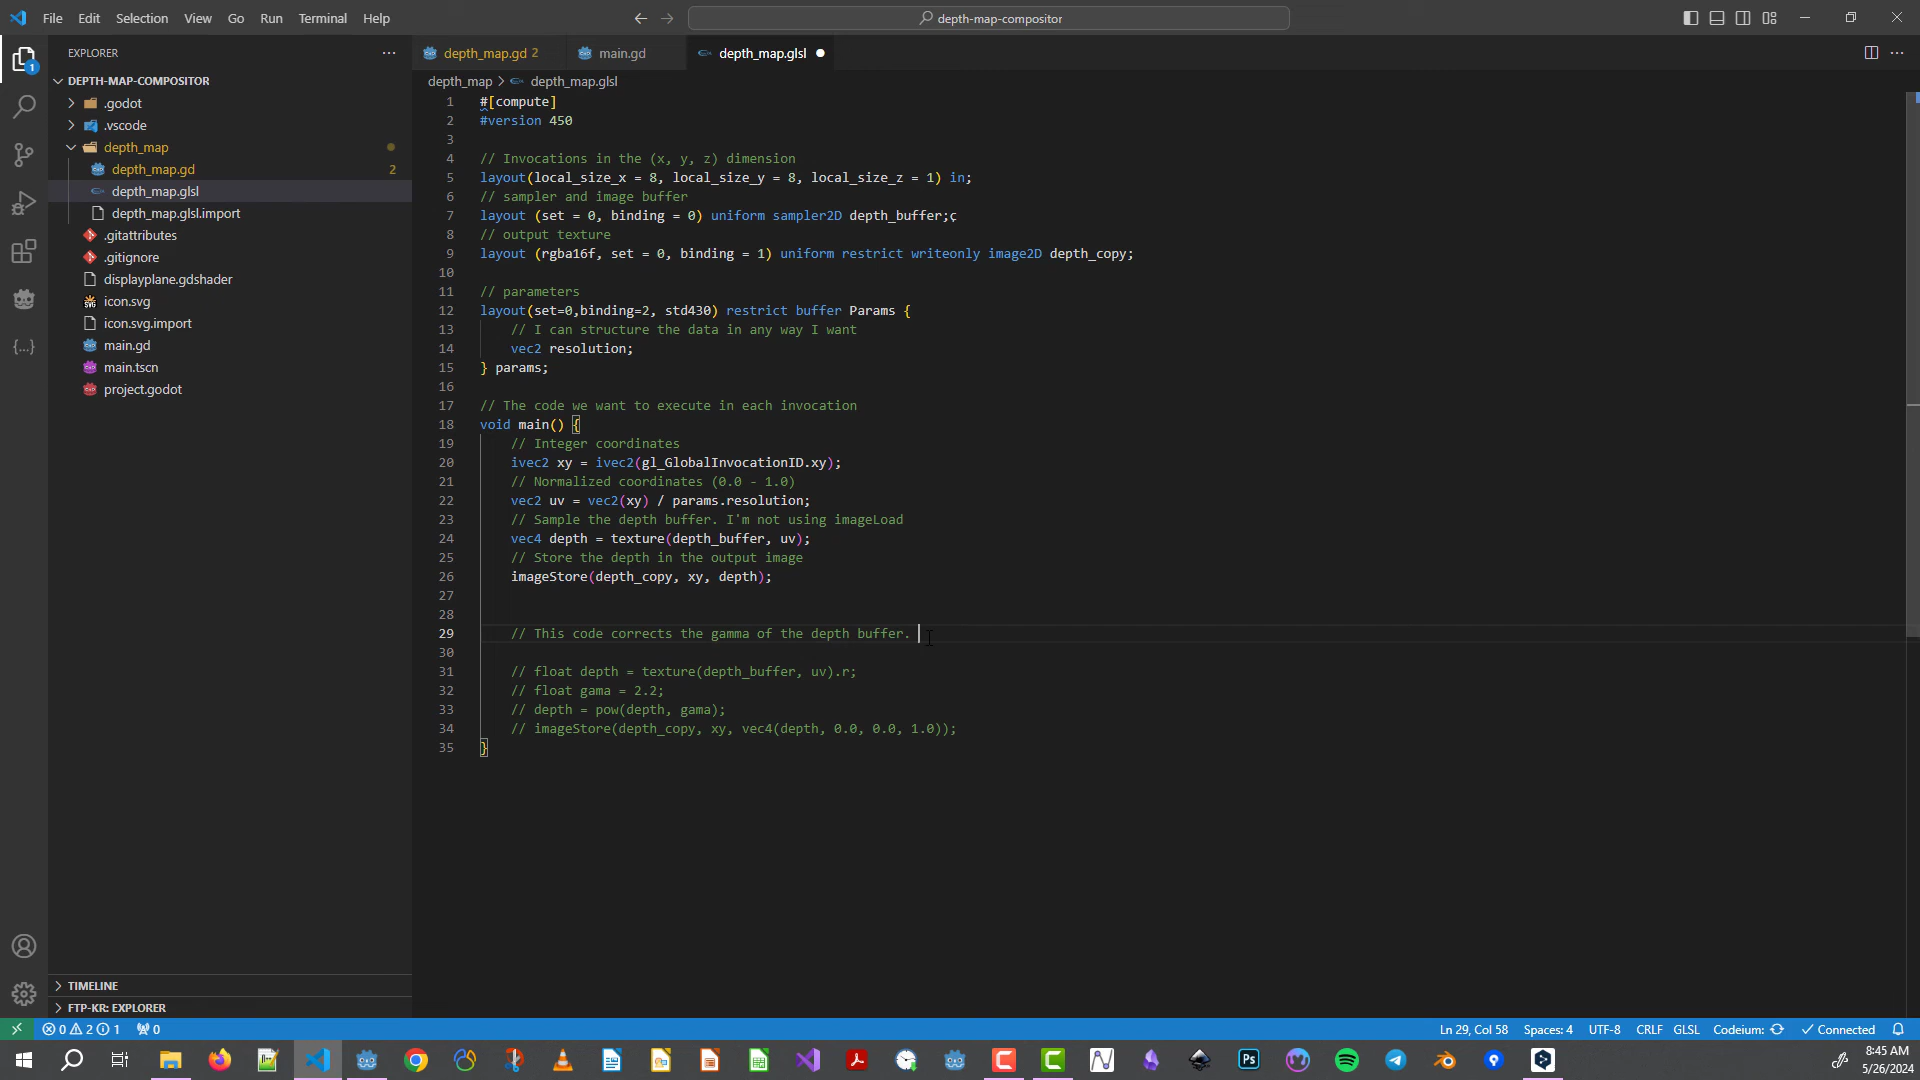 File Edit Selection View Go Run Terminal Help
depth-map-compositor
EXPLORER
DEPTH-MAP-COMPOSITOR
.godot
.vscode
depth_map
depth_map.gd 2
depth_map.glsl
depth_map.glsl.import
.gitattributes
.gitignore
displayplane.gdshader
icon.svg
icon.svg.import
main.gd
main.tscn
project.godot
TIMELINE
FTP-KR: EXPLORER
depth_map.gd 2 main.gd depth_map.glsl
depth_map > depth_map.glsl
1 #[compute]
2 #version 450
3
4 // Invocations in the (x, y, z) dimension
5 layout(local_size_x = 8, local_size_y = 8, local_size_z = 1) in;
6 // sampler and image buffer
7 layout (set = 0, binding = 0) uniform sampler2D depth_buffer;ç
8 // output texture
9 layout (rgba16f, set = 0, binding = 1) uniform restrict writeonly image2D depth_copy;
10
11 // parameters
12 layout(set=0,binding=2, std430) restrict buffer Params {
13 // I can structure the data in any way I want
14 vec2 resolution;
15 } params;
16
17 // The code we want to execute in each invocation
18 void main() {
19 // Integer coordinates
20 ivec2 xy = ivec2(gl_GlobalInvocationID.xy);
21 // Normalized coordinates (0.0 - 1.0)
22 vec2 uv = vec2(xy) / params.resolution;
23 // Sample the depth buffer. I'm not using imageLoad
24 vec4 depth = texture(depth_buffer, uv);
25 // Store the depth in the output image
26 imageStore(depth_copy, xy, depth);
27
28
29 // This code corrects the gamma of the depth buffer.
30
31 // float depth = texture(depth_buffer, uv).r;
32 // float gama = 2.2;
33 // depth = pow(depth, gama);
34 // imageStore(depth_copy, xy, vec4(depth, 0.0, 0.0, 1.0));
35 }
0 2 1 0 Ln 29, Col 58 Spaces: 4 UTF-8 CRLF GLSL Codeium: Connected
8:45 AM
5/26/2024